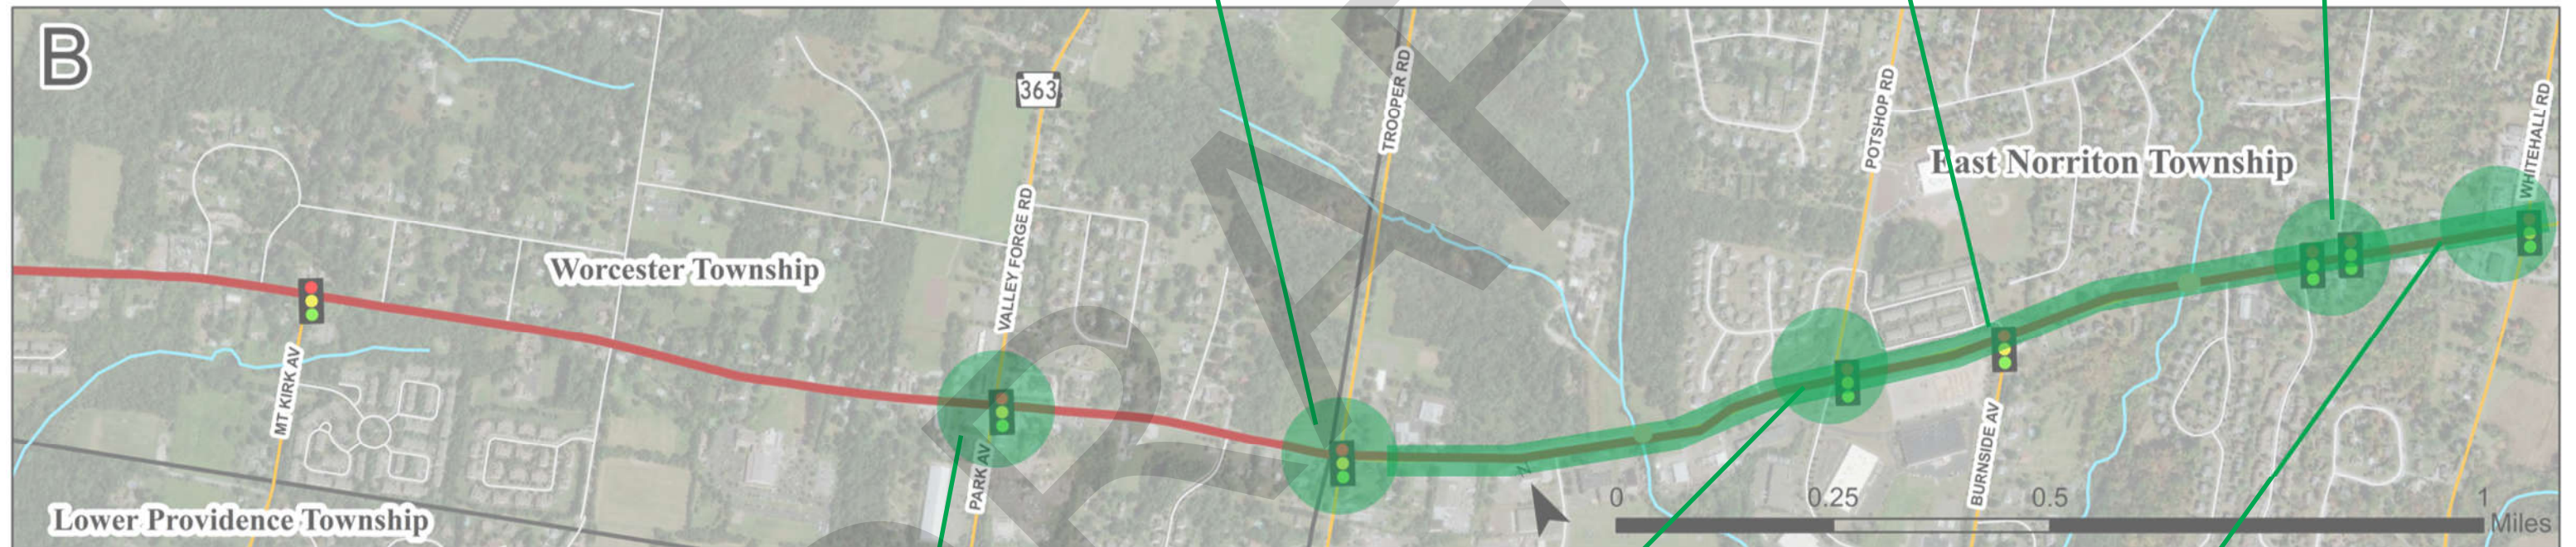 B
363
TROOPER RD
POTSHOP RD
WHITEHALL RD
East Norriton Township
VALLEY FORGE RD
Worcester Township
MT KIRK AV
PARK AV
BURNSIDE AV
Lower Providence Township
0 0.25 0.5 1
Miles
DRAFT